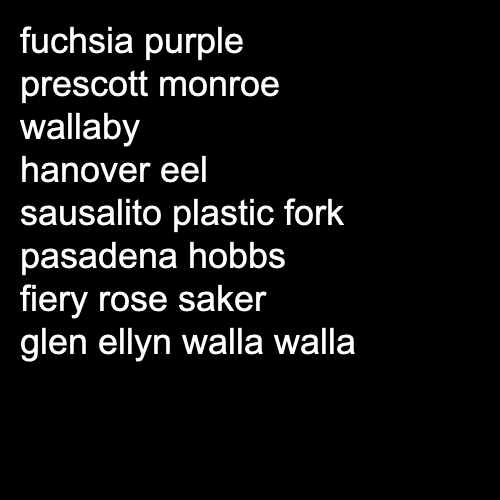 fuchsia purple
prescott monroe
wallaby
hanover eel
sausalito plastic fork
pasadena hobbs
fiery rose saker
glen ellyn walla walla